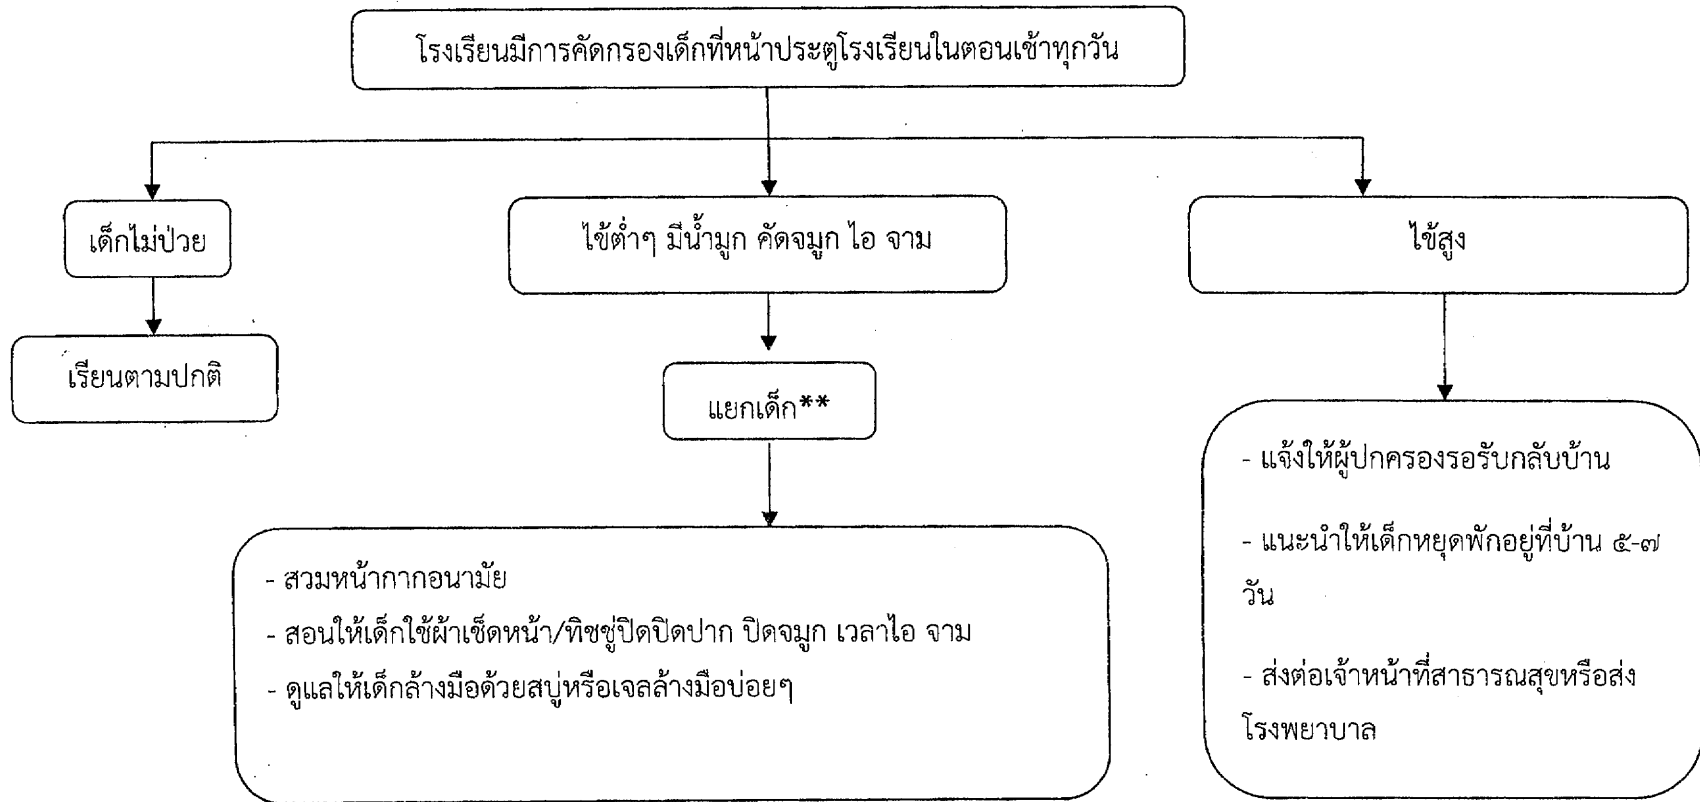 โรงเรียนมีการคัดกรองเด็กที่หน้าประตูโรงเรียนในตอนเช้าทุกวัน
เด็กไม่ป่วย
ไข้ต่ำๆ มีน้ำมูก คัดจมูก ไอ จาม
ไข้สูง
เรียนตามปกติ
แยกเด็ก**
- สวมหน้ากากอนามัย
- สอนให้เด็กใช้ผ้าเช็ดหน้า/ทิชชู่ปิดปิดปาก ปิดจมูก เวลาไอ จาม
- ดูแลให้เด็กล้างมือด้วยสบู่หรือเจลล้างมือบ่อยๆ
- แจ้งให้ผู้ปกครองรอรับกลับบ้าน
- แนะนำให้เด็กหยุดพักอยู่ที่บ้าน ๕-๗
วัน
- ส่งต่อเจ้าหน้าที่สาธารณสุขหรือส่ง
โรงพยาบาล